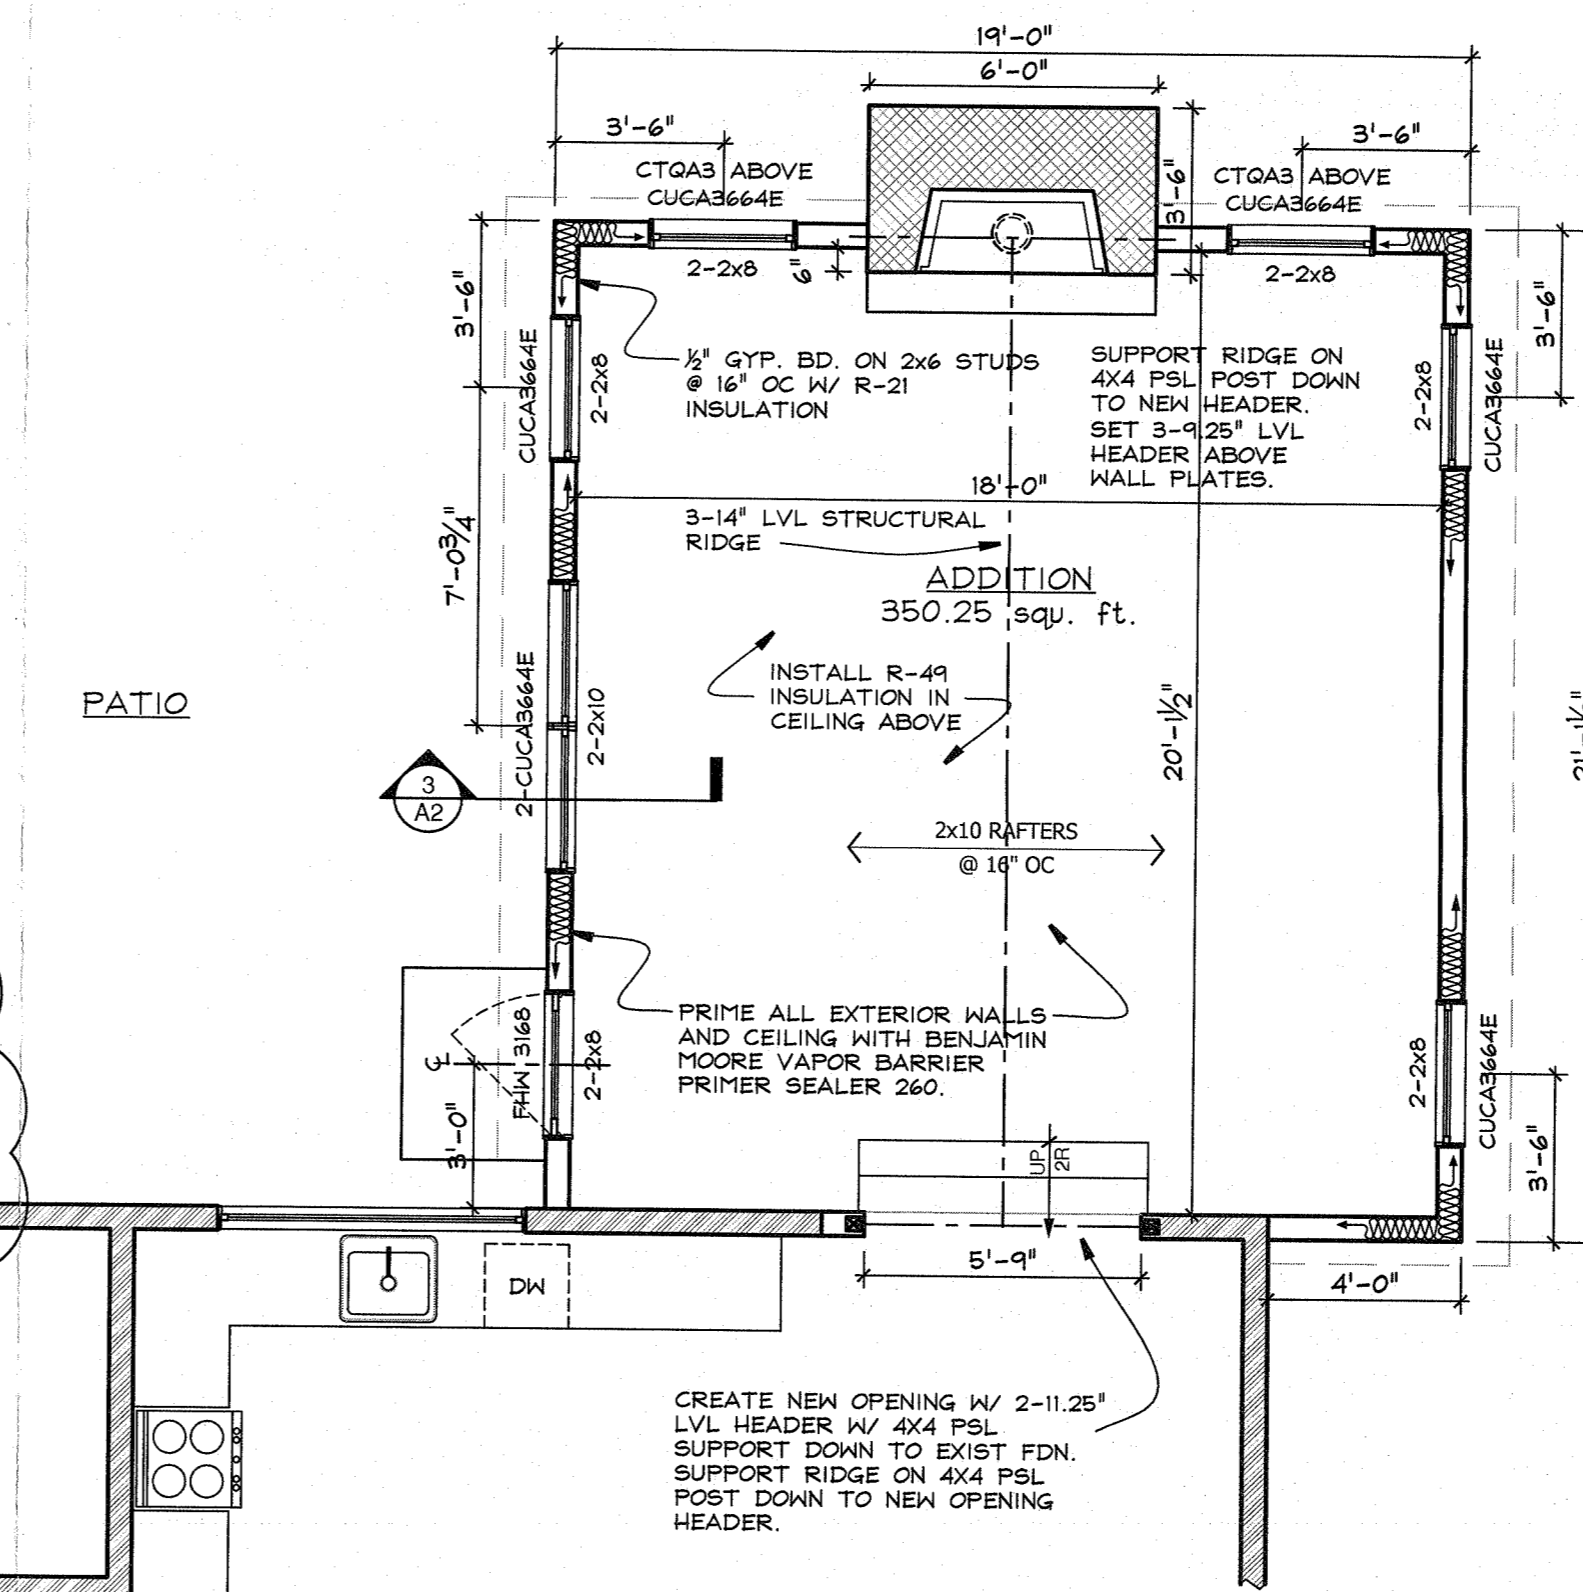 19'-0"
6'-0"
3'-6"
3'-6"
CTQA3 ABOVE
CUCA3664E
CTQA3 ABOVE
CUCA3664E
3'-6"
2-2x8
6"
2-2x8
3'-6"
3'-6"
CUCA3664E
2-2x8
½" GYP. BD. ON 2x6 STUDS
@ 16" OC W/ R-21
INSULATION
SUPPORT RIDGE ON
4X4 PSL POST DOWN
TO NEW HEADER.
SET 3-9.25" LVL
HEADER ABOVE
WALL PLATES.
2-2x8
CUCA3664E
18'-0"
7'-0¾"
3-14" LVL STRUCTURAL
RIDGE
ADDITION
350.25 squ. ft.
INSTALL R-49
INSULATION IN
CEILING ABOVE
PATIO
2-CUCA3664E
2-2x10
20'-1½"
21'-1½"
3
A2
2x10 RAFTERS
@ 16" OC
PRIME ALL EXTERIOR WALLS
AND CEILING WITH BENJAMIN
MOORE VAPOR BARRIER
PRIMER SEALER 260.
CL
FHW 3168
2-2x8
3'-0"
2-2x8
CUCA3664E
3'-6"
UP
2R
5'-9"
4'-0"
DW
CREATE NEW OPENING W/ 2-11.25"
LVL HEADER W/ 4X4 PSL
SUPPORT DOWN TO EXIST FDN.
SUPPORT RIDGE ON 4X4 PSL
POST DOWN TO NEW OPENING
HEADER.